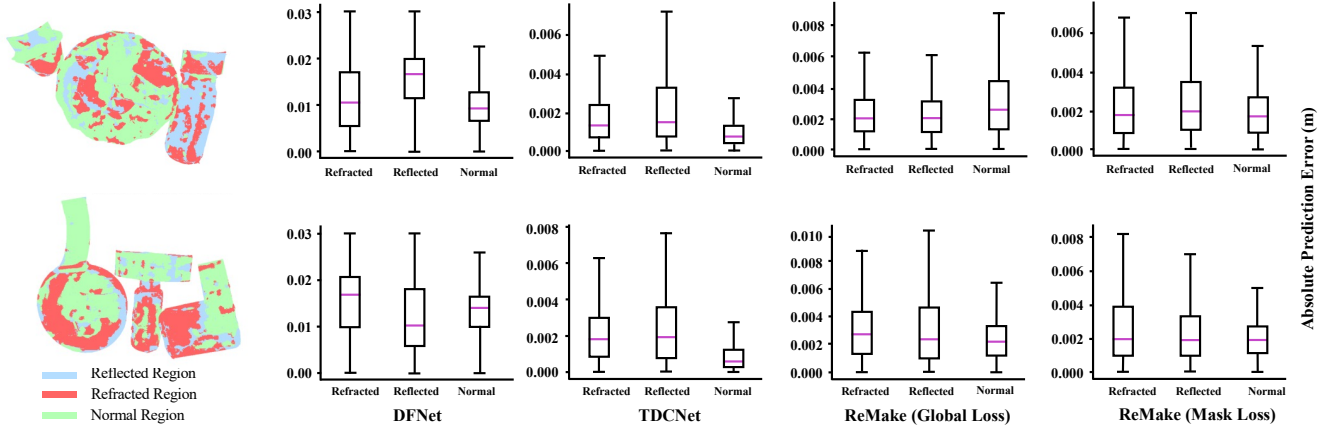 0.03
0.02
0.01
0.00
Refracted Reflected Normal
0.006
0.004
0.002
0.000
Refracted Reflected Normal
0.008
0.006
0.004
0.002
0.000
Refracted Reflected Normal
0.006
0.004
0.002
0.000
Refracted Reflected Normal
Absolute Prediction Error (m)
0.03
0.02
0.01
0.00
Refracted Reflected Normal
DFNet
0.008
0.006
0.004
0.002
0.000
Refracted Reflected Normal
TDCNet
0.010
0.008
0.006
0.004
0.002
0.000
Refracted Reflected Normal
ReMake (Global Loss)
0.008
0.006
0.004
0.002
0.000
Refracted Reflected Normal
ReMake (Mask Loss)
Reflected Region
Refracted Region
Normal Region